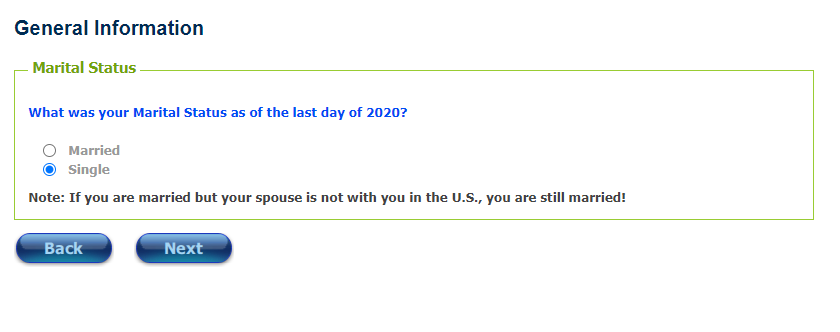 General Information
Marital Status
What was your Marital Status as of the last day of 2020?
Married
Single
Note: If you are married but your spouse is not with you in the U.S., you are still married!
Back Next